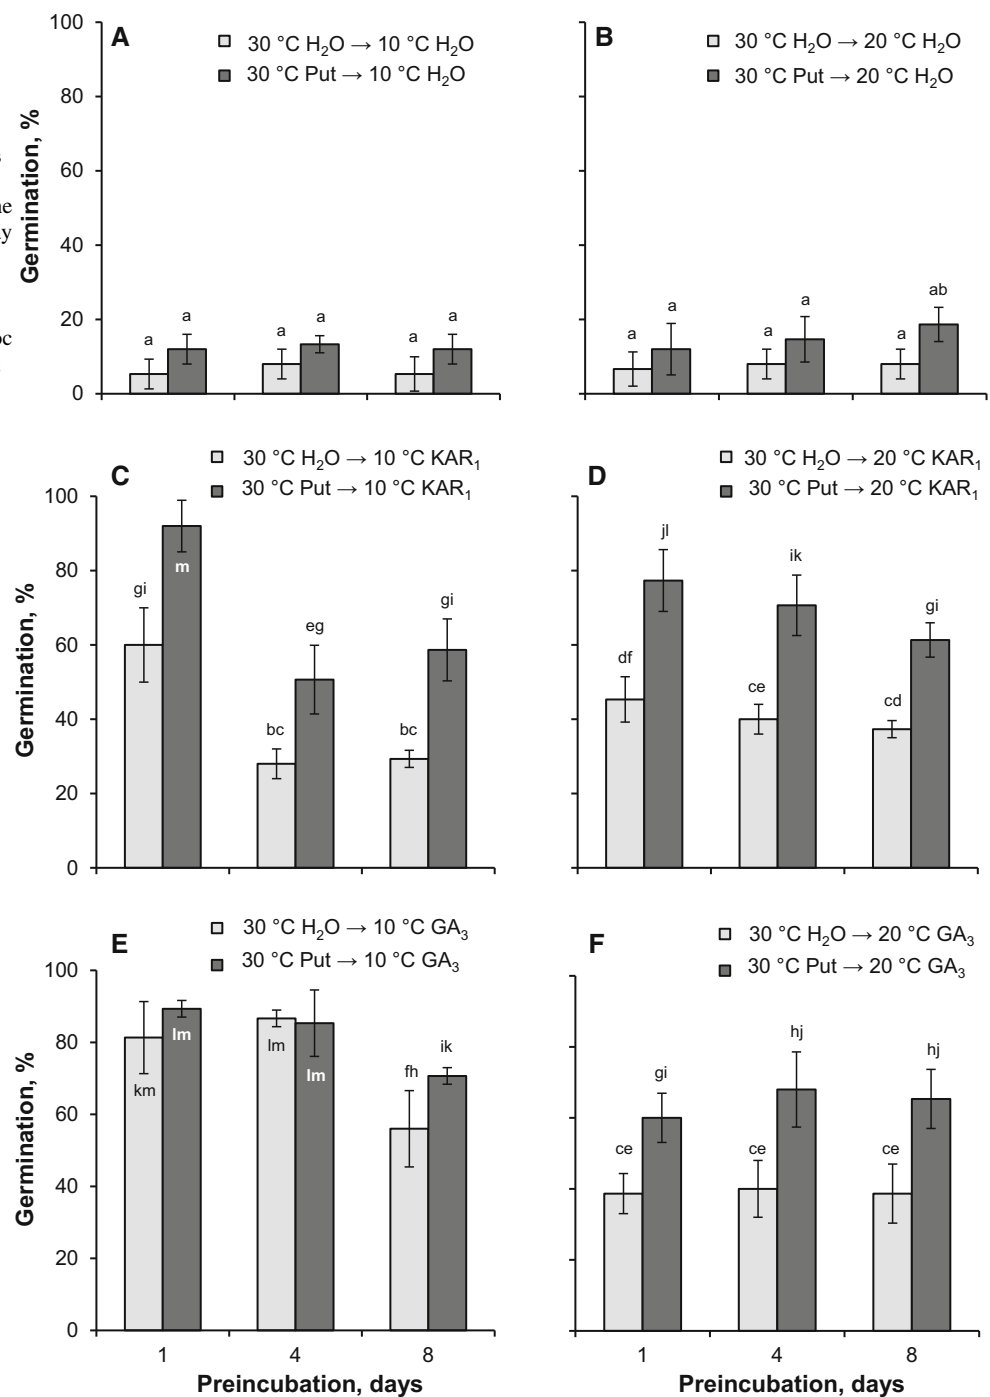 A
30 °C H₂O → 10 °C H₂O
30 °C Put → 10 °C H₂O
Germination, %
100
80
60
40
20
0
a
a
a
a
a
a
B
30 °C H₂O → 20 °C H₂O
30 °C Put → 20 °C H₂O
a
a
a
a
a
ab
he
y
oc
C
30 °C H₂O → 10 °C KAR₁
30 °C Put → 10 °C KAR₁
Germination, %
100
80
60
40
20
0
gi
m
bc
eg
bc
gi
D
30 °C H₂O → 20 °C KAR₁
30 °C Put → 20 °C KAR₁
df
jl
ce
ik
cd
gi
E
30 °C H₂O → 10 °C GA₃
30 °C Put → 10 °C GA₃
Germination, %
100
80
60
40
20
0
km
lm
lm
lm
fh
ik
1
4
8
Preincubation, days
F
30 °C H₂O → 20 °C GA₃
30 °C Put → 20 °C GA₃
ce
gi
ce
hj
ce
hj
1
4
8
Preincubation, days